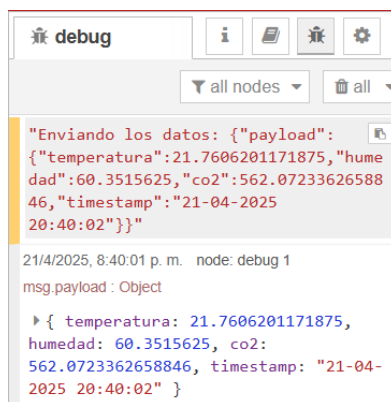 debug
i
all nodes
all
"Enviando los datos: {"payload":
{"temperatura":21.7606201171875,"hume
dad":60.3515625,"co2":562.07233626588
46,"timestamp":"21-04-2025
20:40:02"}}"
21/4/2025, 8:40:01 p. m. node: debug 1
msg.payload : Object
{ temperatura: 21.7606201171875,
humedad: 60.3515625, co2:
562.0723362658846, timestamp: "21-04-
2025 20:40:02" }